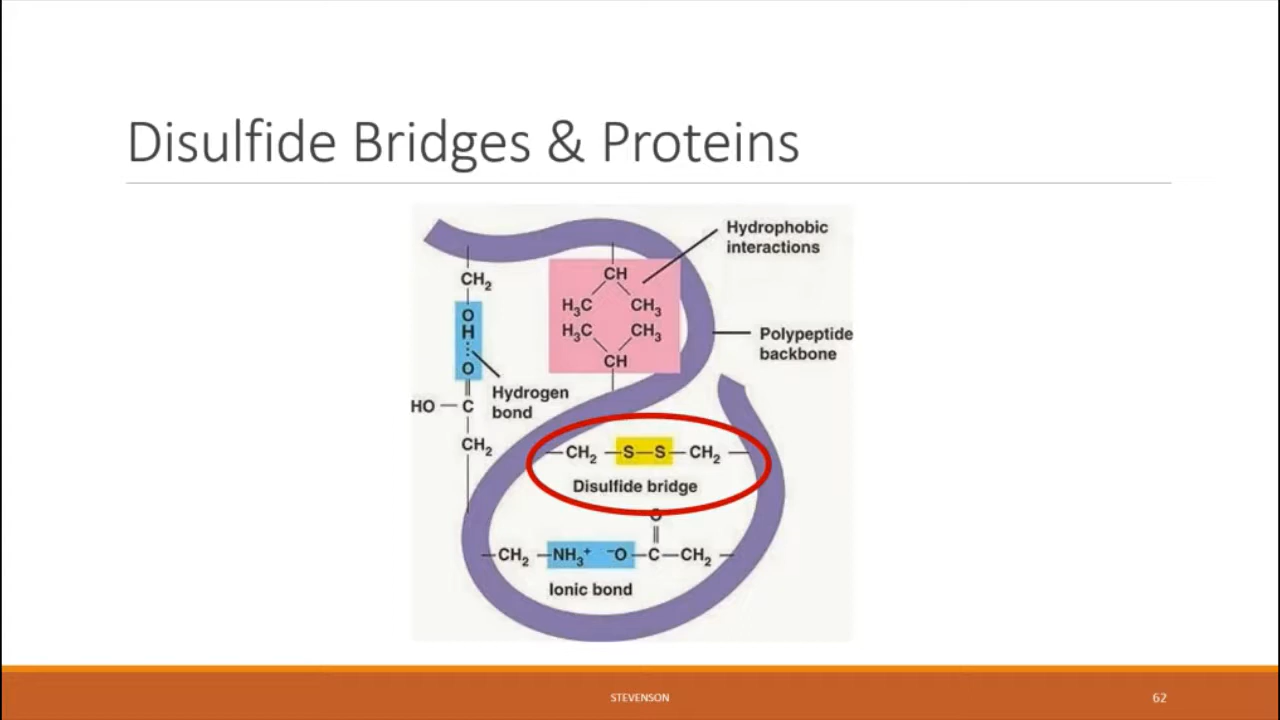 Disulfide Bridges & Proteins
Hydrophobic
interactions
CH₂
CH
H₃C CH₃
H₃C CH₃
CH
O
H
O
Polypeptide
backbone
Hydrogen
bond
HO — C
CH₂
—CH₂ —S—S—CH₂ —
Disulfide bridge
O
—CH₂ —NH₃⁺ ⁻O —C—CH₂ —
Ionic bond
STEVENSON
62